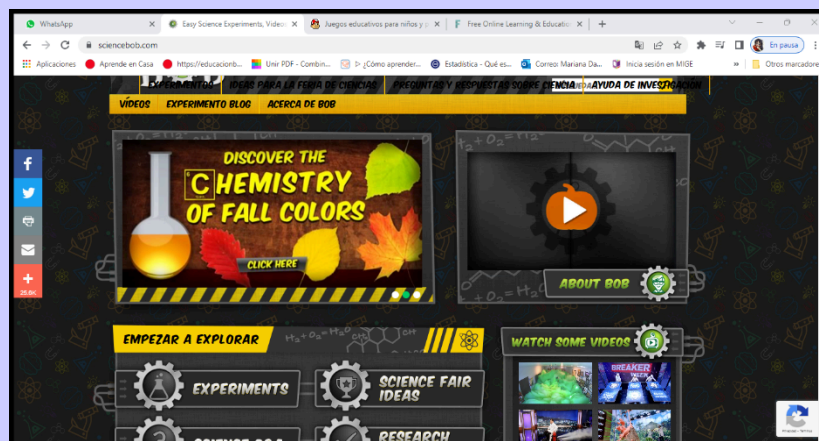 WhatsApp
Easy Science Experiments, Videos
Juegos educativos para niños y p
Free Online Learning & Education
sciencebob.com
En pausa
Aplicaciones
Aprende en Casa
https://educacionb...
Unir PDF - Combin...
¿Cómo aprender...
Estadística - Qué es...
Correo: Mariana Da...
Inicia sesión en MIGE
»
Otros marcadores
EXPERIMENTOS
IDEAS PARA LA FERIA DE CIENCIAS
PREGUNTAS Y RESPUESTAS SOBRE CIENCIA
AYUDA DE INVESTIGACIÓN
VÍDEOS
EXPERIMENTO BLOG
ACERCA DE BOB
DISCOVER THE
CHEMISTRY
OF FALL COLORS
CLICK HERE
ABOUT BOB
25.6K
EMPEZAR A EXPLORAR
WATCH SOME VIDEOS
EXPERIMENTS
SCIENCE FAIR
IDEAS
BREAKER
RESEARCH